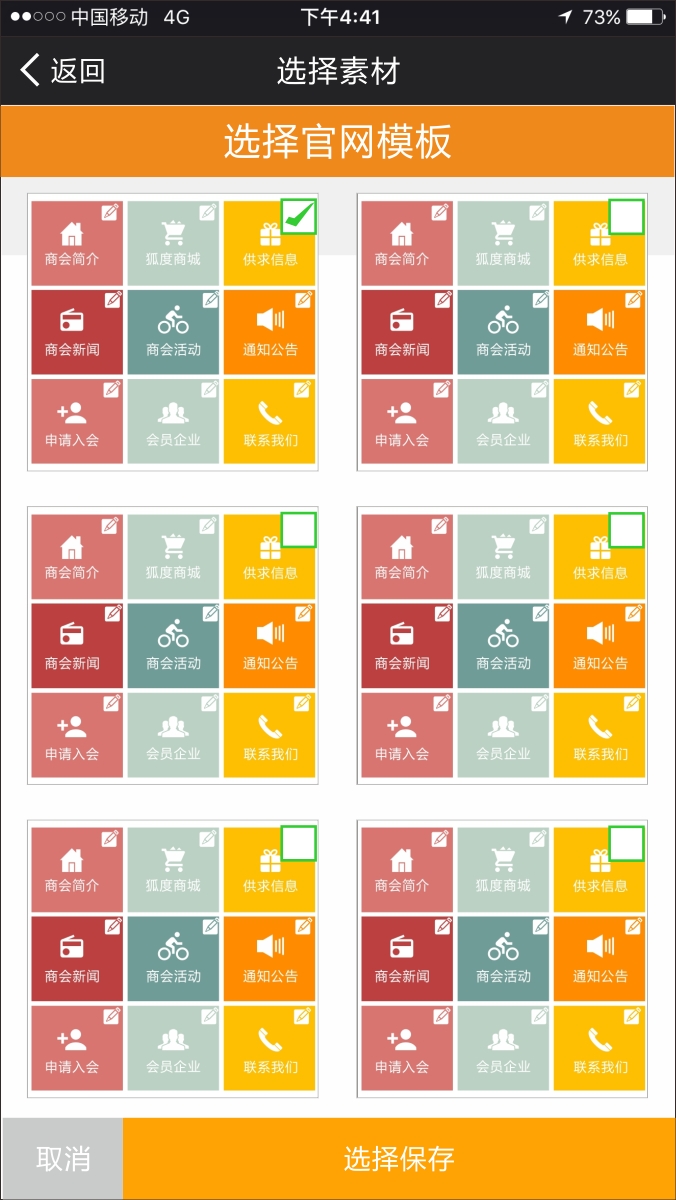 中国移动 4G 下午4:41 73%
返回 选择素材
选择官网模板
商会简介 狐度商城 供求信息 商会简介 狐度商城 供求信息
商会新闻 商会活动 通知公告 商会新闻 商会活动 通知公告
申请入会 会员企业 联系我们 申请入会 会员企业 联系我们
商会简介 狐度商城 供求信息 商会简介 狐度商城 供求信息
商会新闻 商会活动 通知公告 商会新闻 商会活动 通知公告
申请入会 会员企业 联系我们 申请入会 会员企业 联系我们
商会简介 狐度商城 供求信息 商会简介 狐度商城 供求信息
商会新闻 商会活动 通知公告 商会新闻 商会活动 通知公告
申请入会 会员企业 联系我们 申请入会 会员企业 联系我们
取消 选择保存